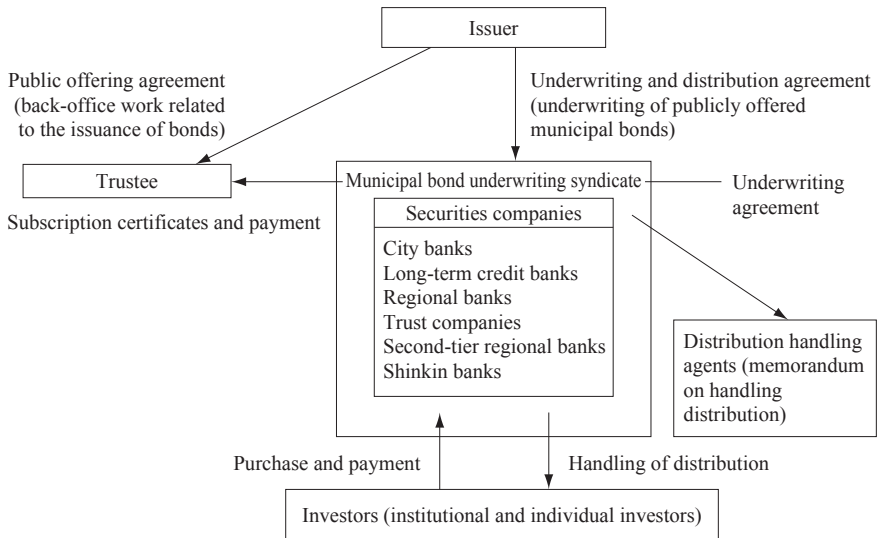 Issuer
Public offering agreement
(back-office work related
to the issuance of bonds)
Underwriting and distribution agreement
(underwriting of publicly offered
municipal bonds)
Trustee
Municipal bond underwriting syndicate
Underwriting
agreement
Subscription certificates and payment
Securities companies
City banks
Long-term credit banks
Regional banks
Trust companies
Second-tier regional banks
Shinkin banks
Distribution handling
agents (memorandum
on handling
distribution)
Purchase and payment
Handling of distribution
Investors (institutional and individual investors)